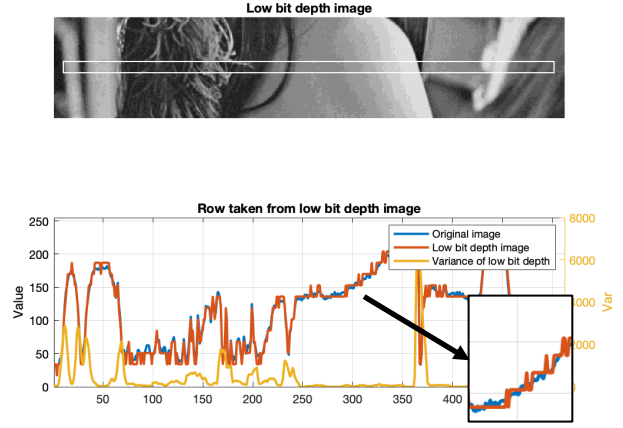 Low bit depth image
Row taken from low bit depth image
250
200
150
100
50
0
Value
50
100
150
200
250
300
350
400
8000
6000
4000
2000
0
Var
Original image
Low bit depth image
Variance of low bit depth